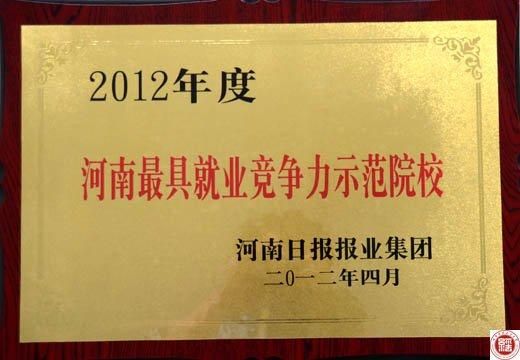 2012年度
河南最具就业竞争力示范院校
河南日报报业集团
二〇一二年四月